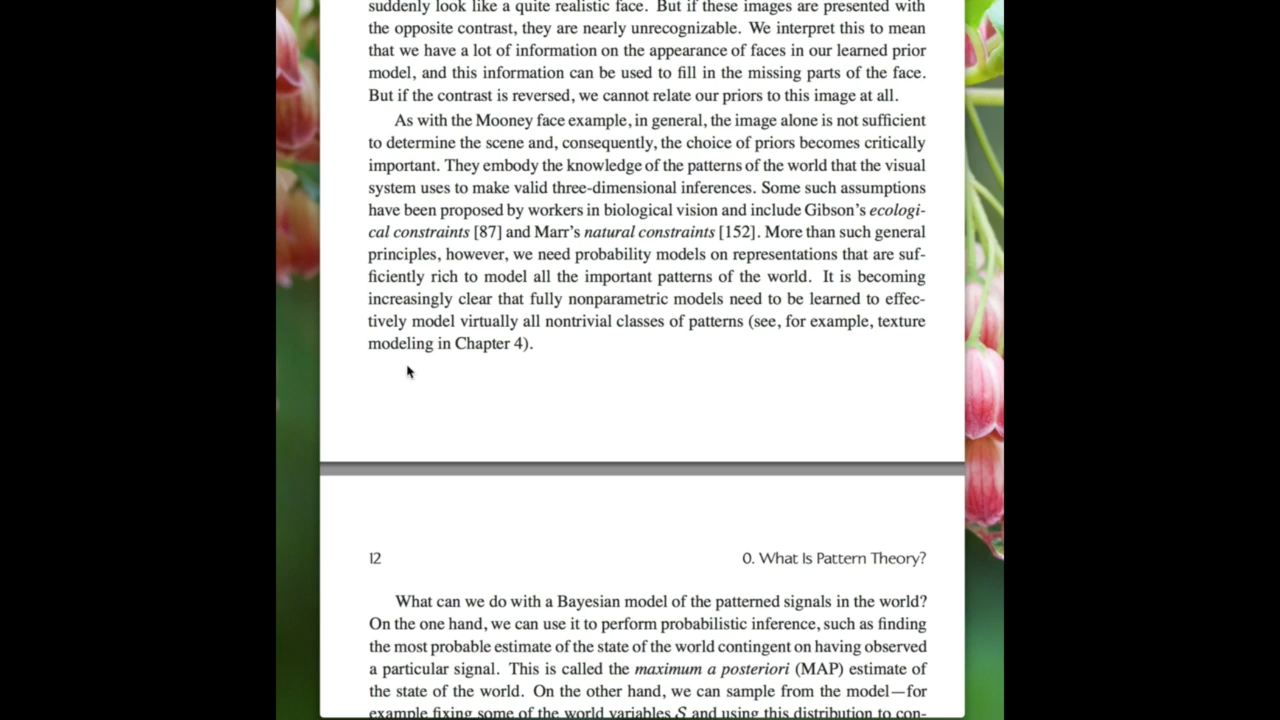 suddenly look like a quite realistic face. But if these images are presented with
the opposite contrast, they are nearly unrecognizable. We interpret this to mean
that we have a lot of information on the appearance of faces in our learned prior
model, and this information can be used to fill in the missing parts of the face.
But if the contrast is reversed, we cannot relate our priors to this image at all.
As with the Mooney face example, in general, the image alone is not sufficient
to determine the scene and, consequently, the choice of priors becomes critically
important. They embody the knowledge of the patterns of the world that the visual
system uses to make valid three-dimensional inferences. Some such assumptions
have been proposed by workers in biological vision and include Gibson's ecologi-
cal constraints [87] and Marr's natural constraints [152]. More than such general
principles, however, we need probability models on representations that are suf-
ficiently rich to model all the important patterns of the world. It is becoming
increasingly clear that fully nonparametric models need to be learned to effec-
tively model virtually all nontrivial classes of patterns (see, for example, texture
modeling in Chapter 4).
12 0. What Is Pattern Theory?
What can we do with a Bayesian model of the patterned signals in the world?
On the one hand, we can use it to perform probabilistic inference, such as finding
the most probable estimate of the state of the world contingent on having observed
a particular signal. This is called the maximum a posteriori (MAP) estimate of
the state of the world. On the other hand, we can sample from the model—for
example fixing some of the world variables S and using this distribution to con-